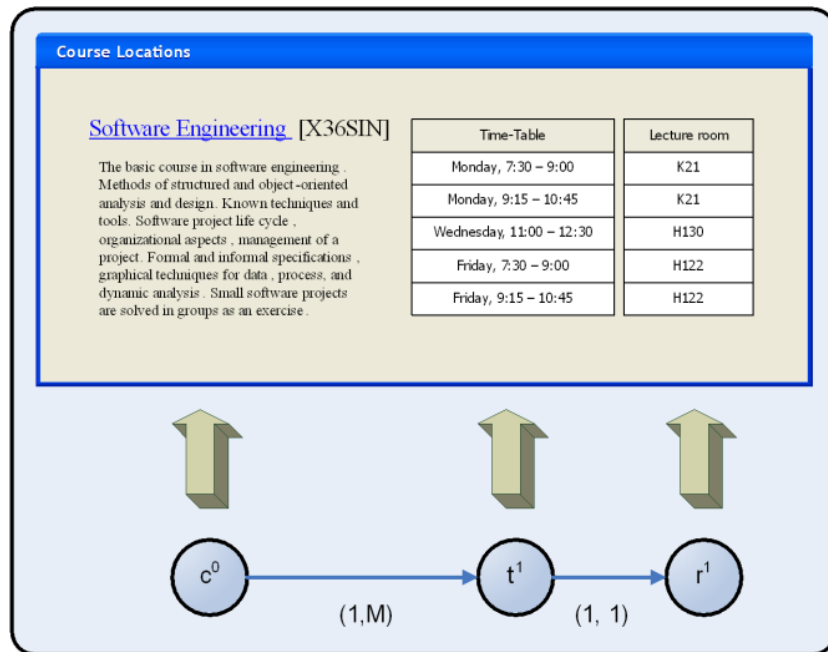 Course Locations
Software Engineering [X36SIN]
The basic course in software engineering .
Methods of structured and object-oriented
analysis and design. Known techniques and
tools. Software project life cycle ,
organizational aspects , management of a
project. Formal and informal specifications ,
graphical techniques for data , process, and
dynamic analysis . Small software projects
are solved in groups as an exercise .
Time-Table Lecture room
Monday, 7:30 – 9:00 K21
Monday, 9:15 – 10:45 K21
Wednesday, 11:00 – 12:30 H130
Friday, 7:30 – 9:00 H122
Friday, 9:15 – 10:45 H122
c⁰ t¹ r¹
(1,M) (1, 1)